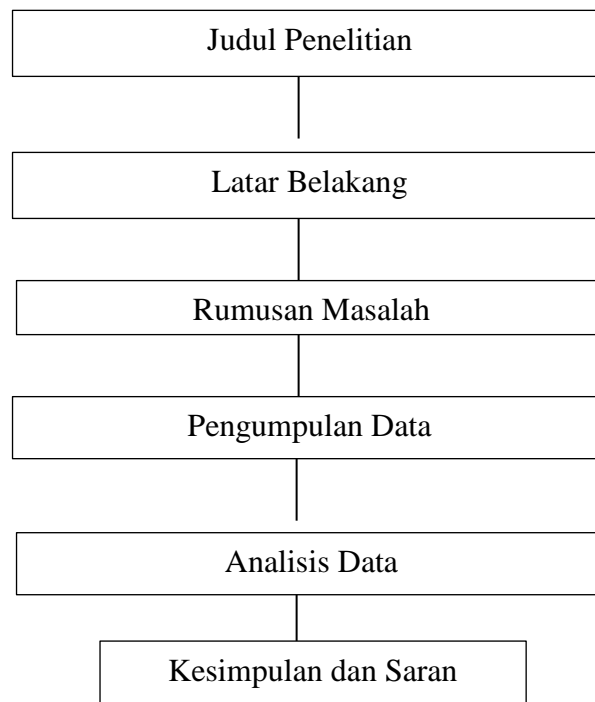 Judul Penelitian
Latar Belakang
Rumusan Masalah
Pengumpulan Data
Analisis Data
Kesimpulan dan Saran